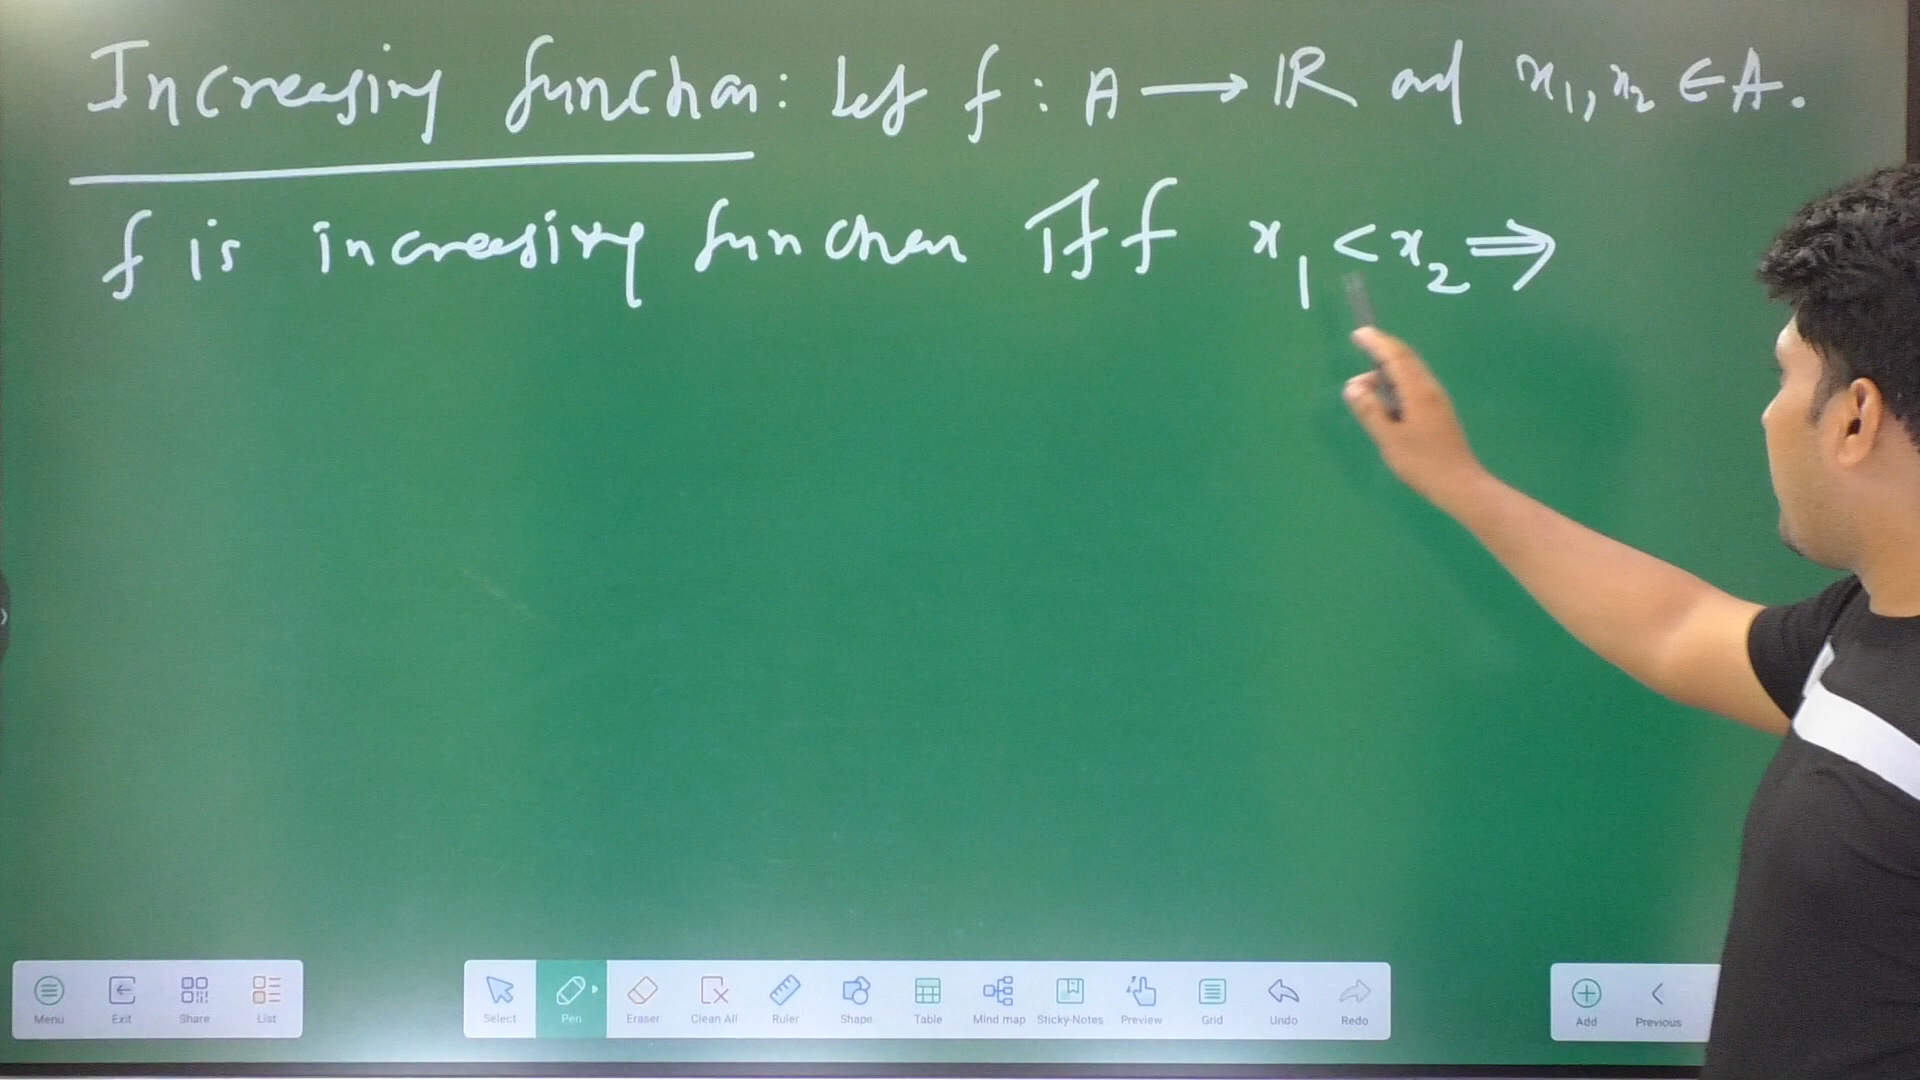 Increasing function: Let f : A → ℝ and x₁, x₂ ∈ A.
f is increasing function Iff x₁ < x₂ ⇒
Menu Exit Share List Select Pen Eraser Clean All Ruler Shape Table Mind map Sticky-Notes Preview Grid Undo Redo Add Previous